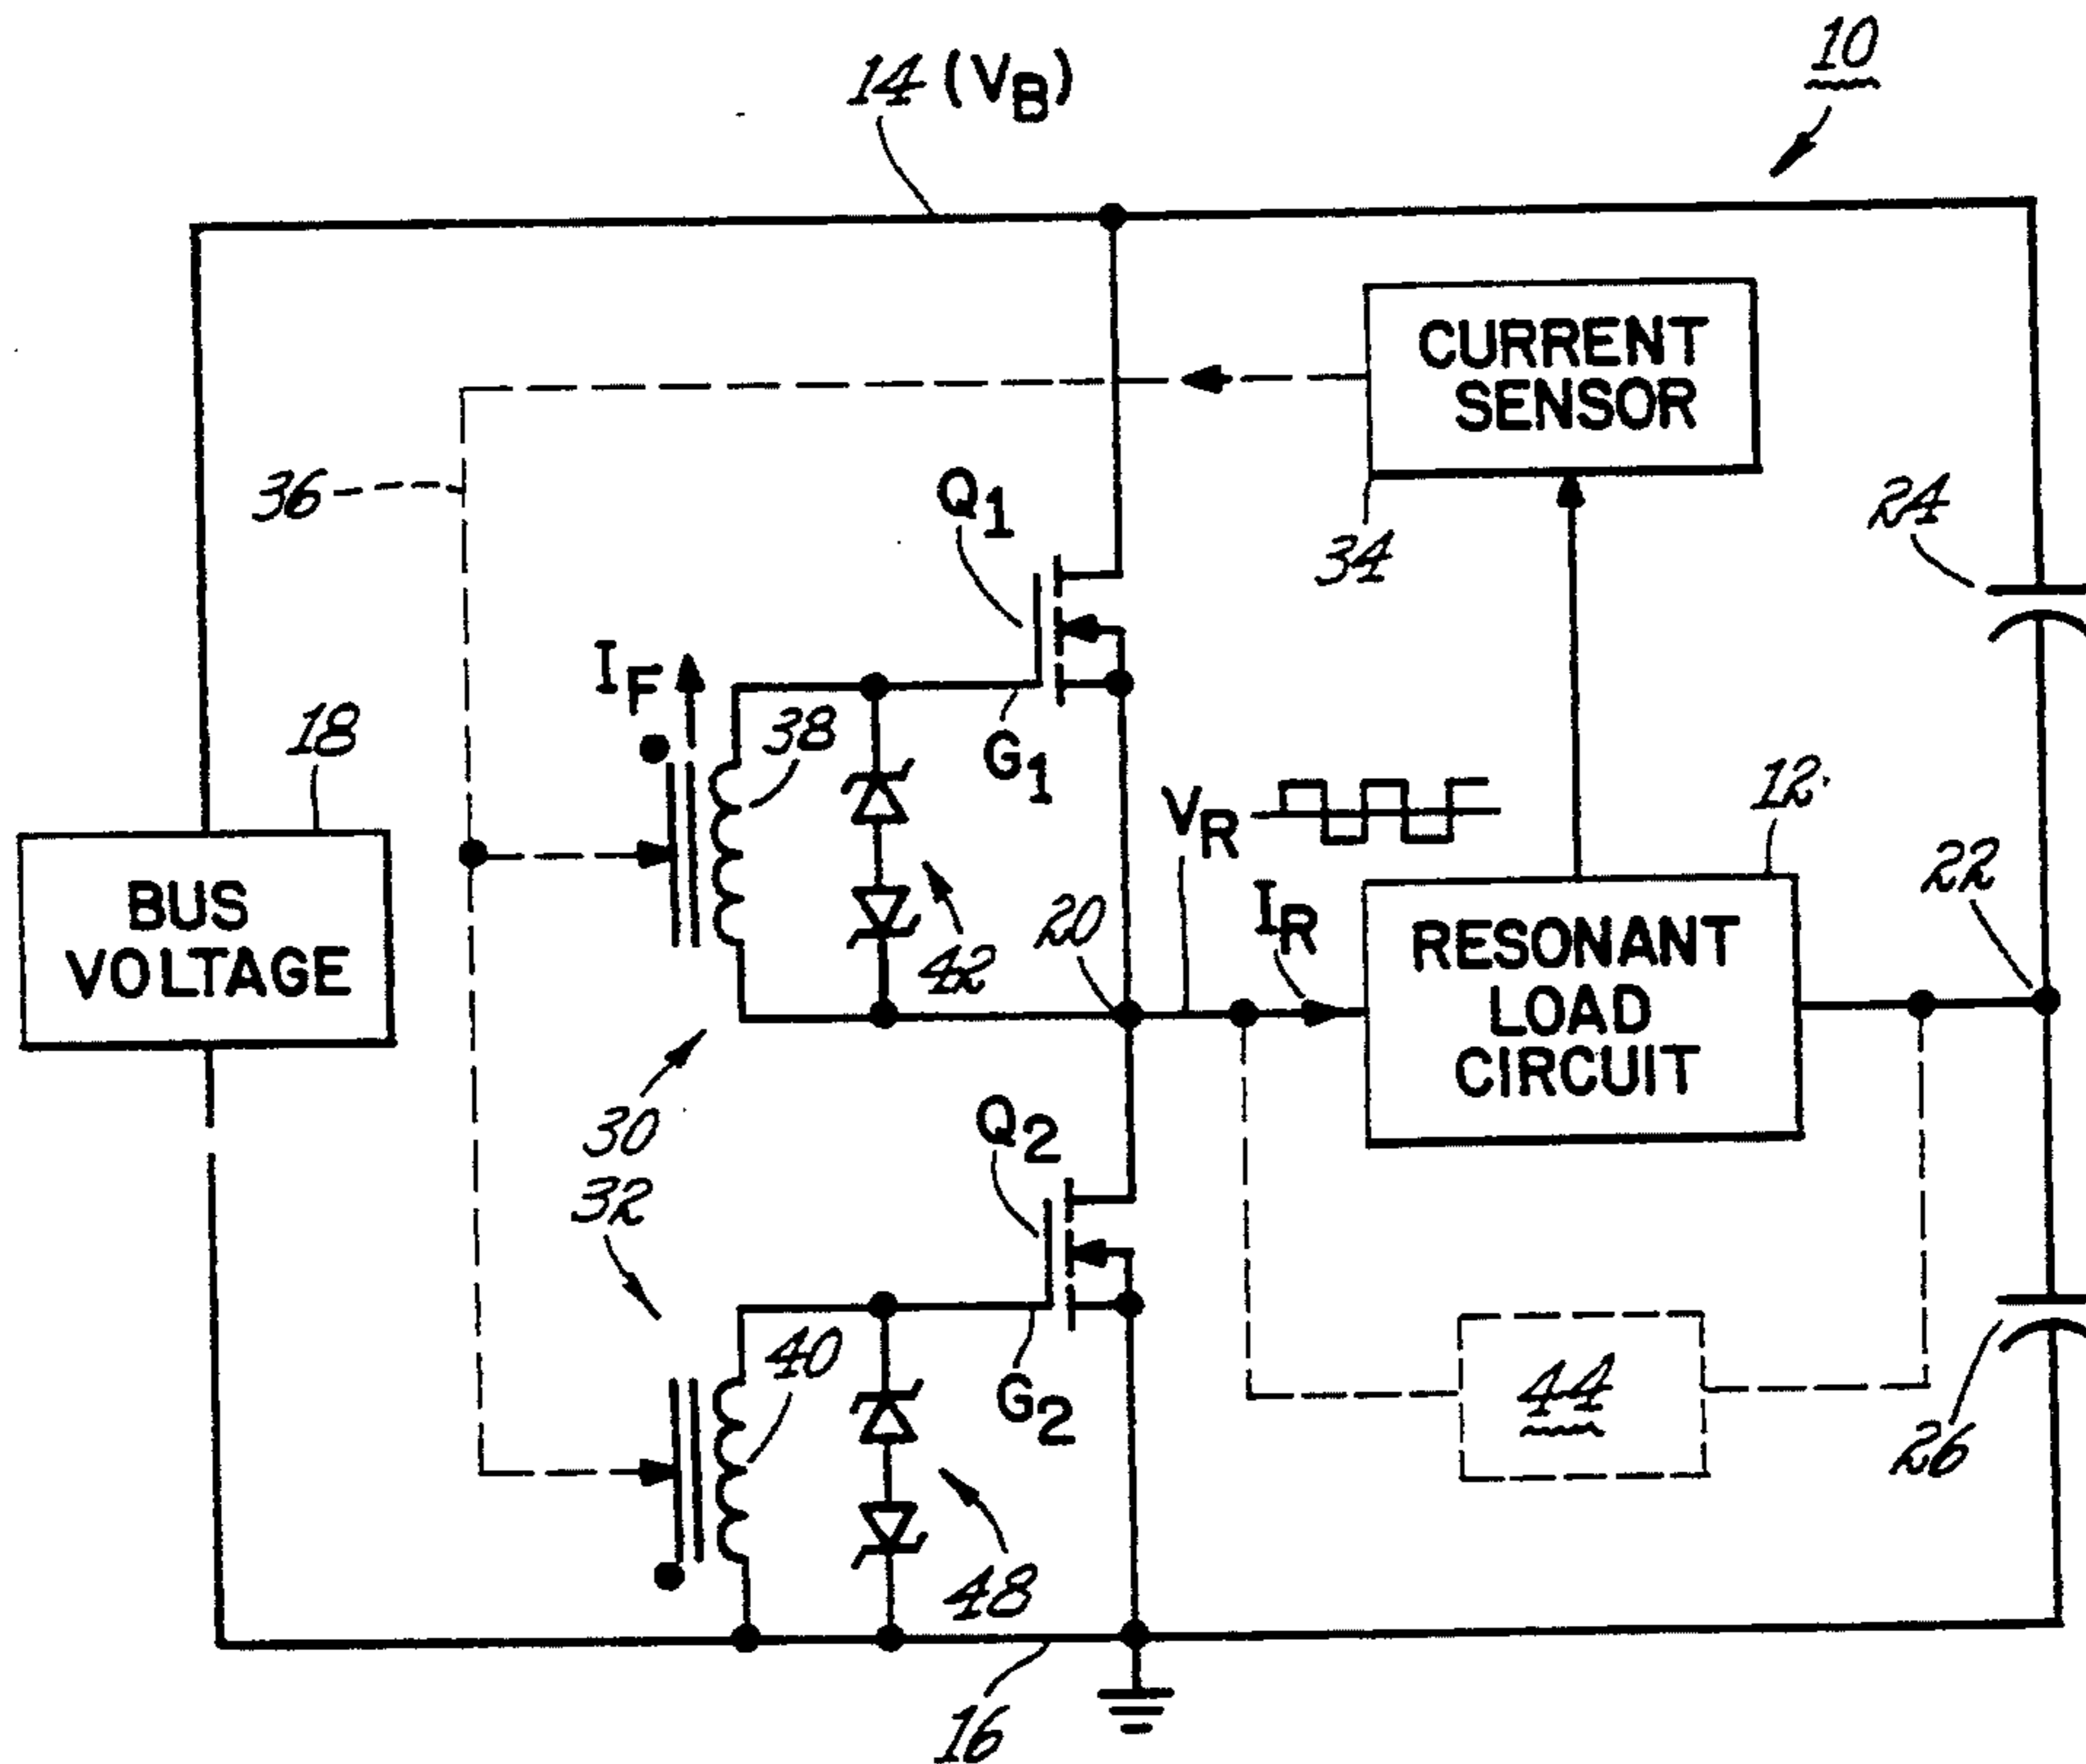 10
14 (VB)
CURRENT
SENSOR
36
Q1
34
24
IF
38
G1
18
VR
12
BUS
VOLTAGE
42
20
IR
22
RESONANT
LOAD
CIRCUIT
30
32
Q2
40
G2
44
26
48
16